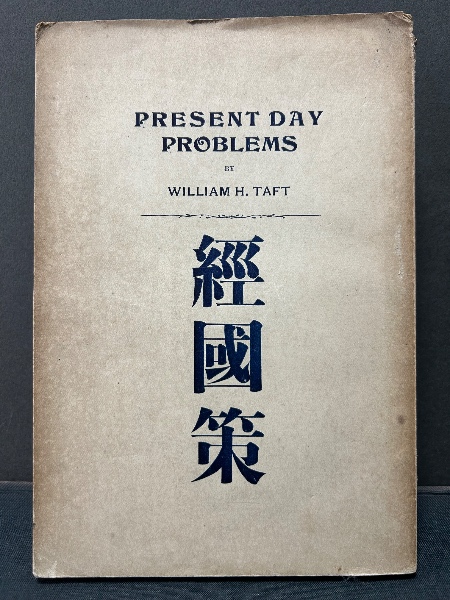 PRESENT DAY
PROBLEMS
BY
WILLIAM H. TAFT
經國策